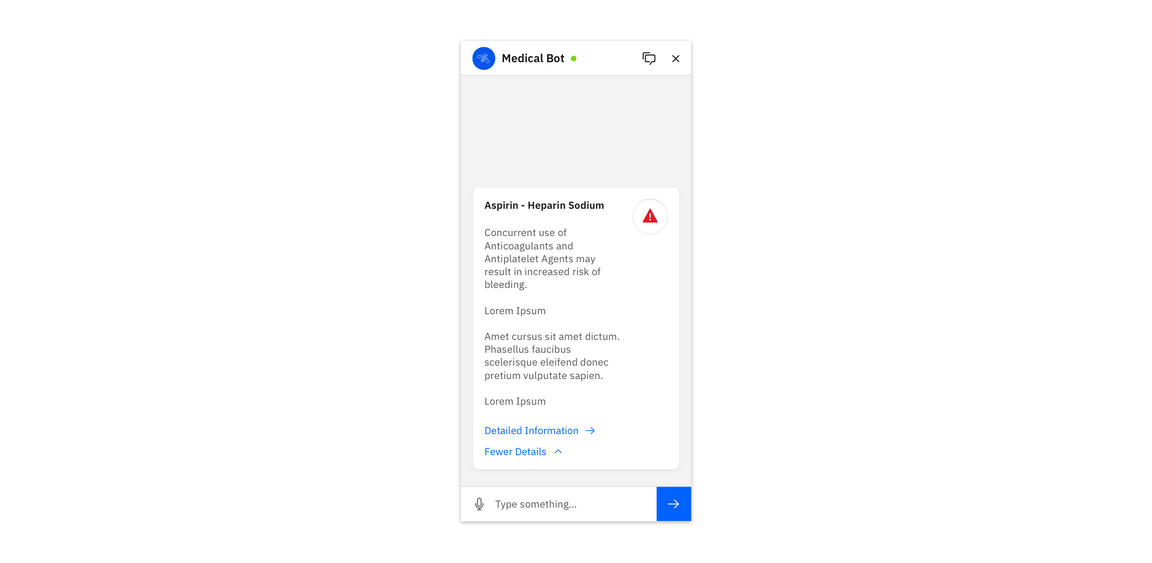 Medical Bot
Aspirin - Heparin Sodium
Concurrent use of
Anticoagulants and
Antiplatelet Agents may
result in increased risk of
bleeding.
Lorem Ipsum
Amet cursus sit amet dictum.
Phasellus faucibus
scelerisque eleifend donec
pretium vulputate sapien.
Lorem Ipsum
Detailed Information
Fewer Details
Type something...